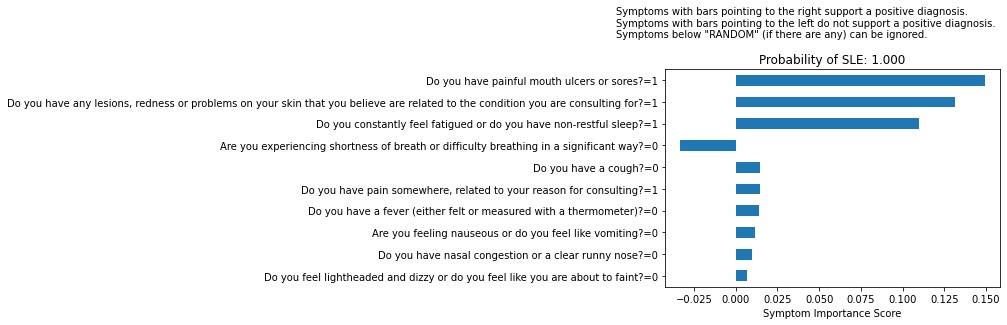 Symptoms with bars pointing to the right support a positive diagnosis.
Symptoms with bars pointing to the left do not support a positive diagnosis.
Symptoms below "RANDOM" (if there are any) can be ignored.
Probability of SLE: 1.000
Do you have painful mouth ulcers or sores?=1
Do you have any lesions, redness or problems on your skin that you believe are related to the condition you are consulting for?=1
Do you constantly feel fatigued or do you have non-restful sleep?=1
Are you experiencing shortness of breath or difficulty breathing in a significant way?=0
Do you have a cough?=0
Do you have pain somewhere, related to your reason for consulting?=1
Do you have a fever (either felt or measured with a thermometer)?=0
Are you feeling nauseous or do you feel like vomiting?=0
Do you have nasal congestion or a clear runny nose?=0
Do you feel lightheaded and dizzy or do you feel like you are about to faint?=0
−0.025 0.000 0.025 0.050 0.075 0.100 0.125 0.150
Symptom Importance Score